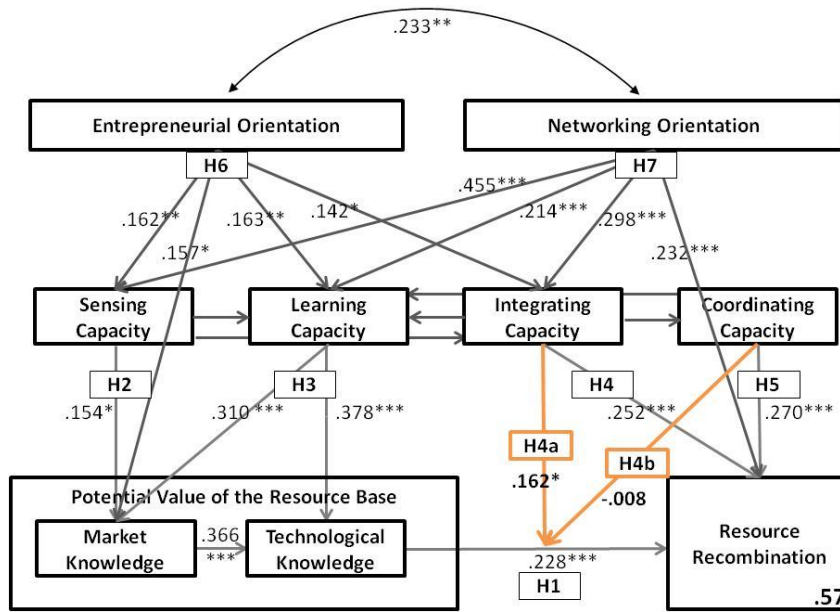 .233**
Entrepreneurial Orientation
Networking Orientation
H6
H7
.162**
.157*
.163**
.142*
.455***
.214***
.298***
.232***
Sensing
Capacity
Learning
Capacity
Integrating
Capacity
Coordinating
Capacity
H2
H3
H4
H5
.154*
.310***
.378***
.252***
.270***
H4a
H4b
.162*
-.008
Potential Value of the Resource Base
Market
Knowledge
.366
***
Technological
Knowledge
.228***
H1
Resource
Recombination
.57